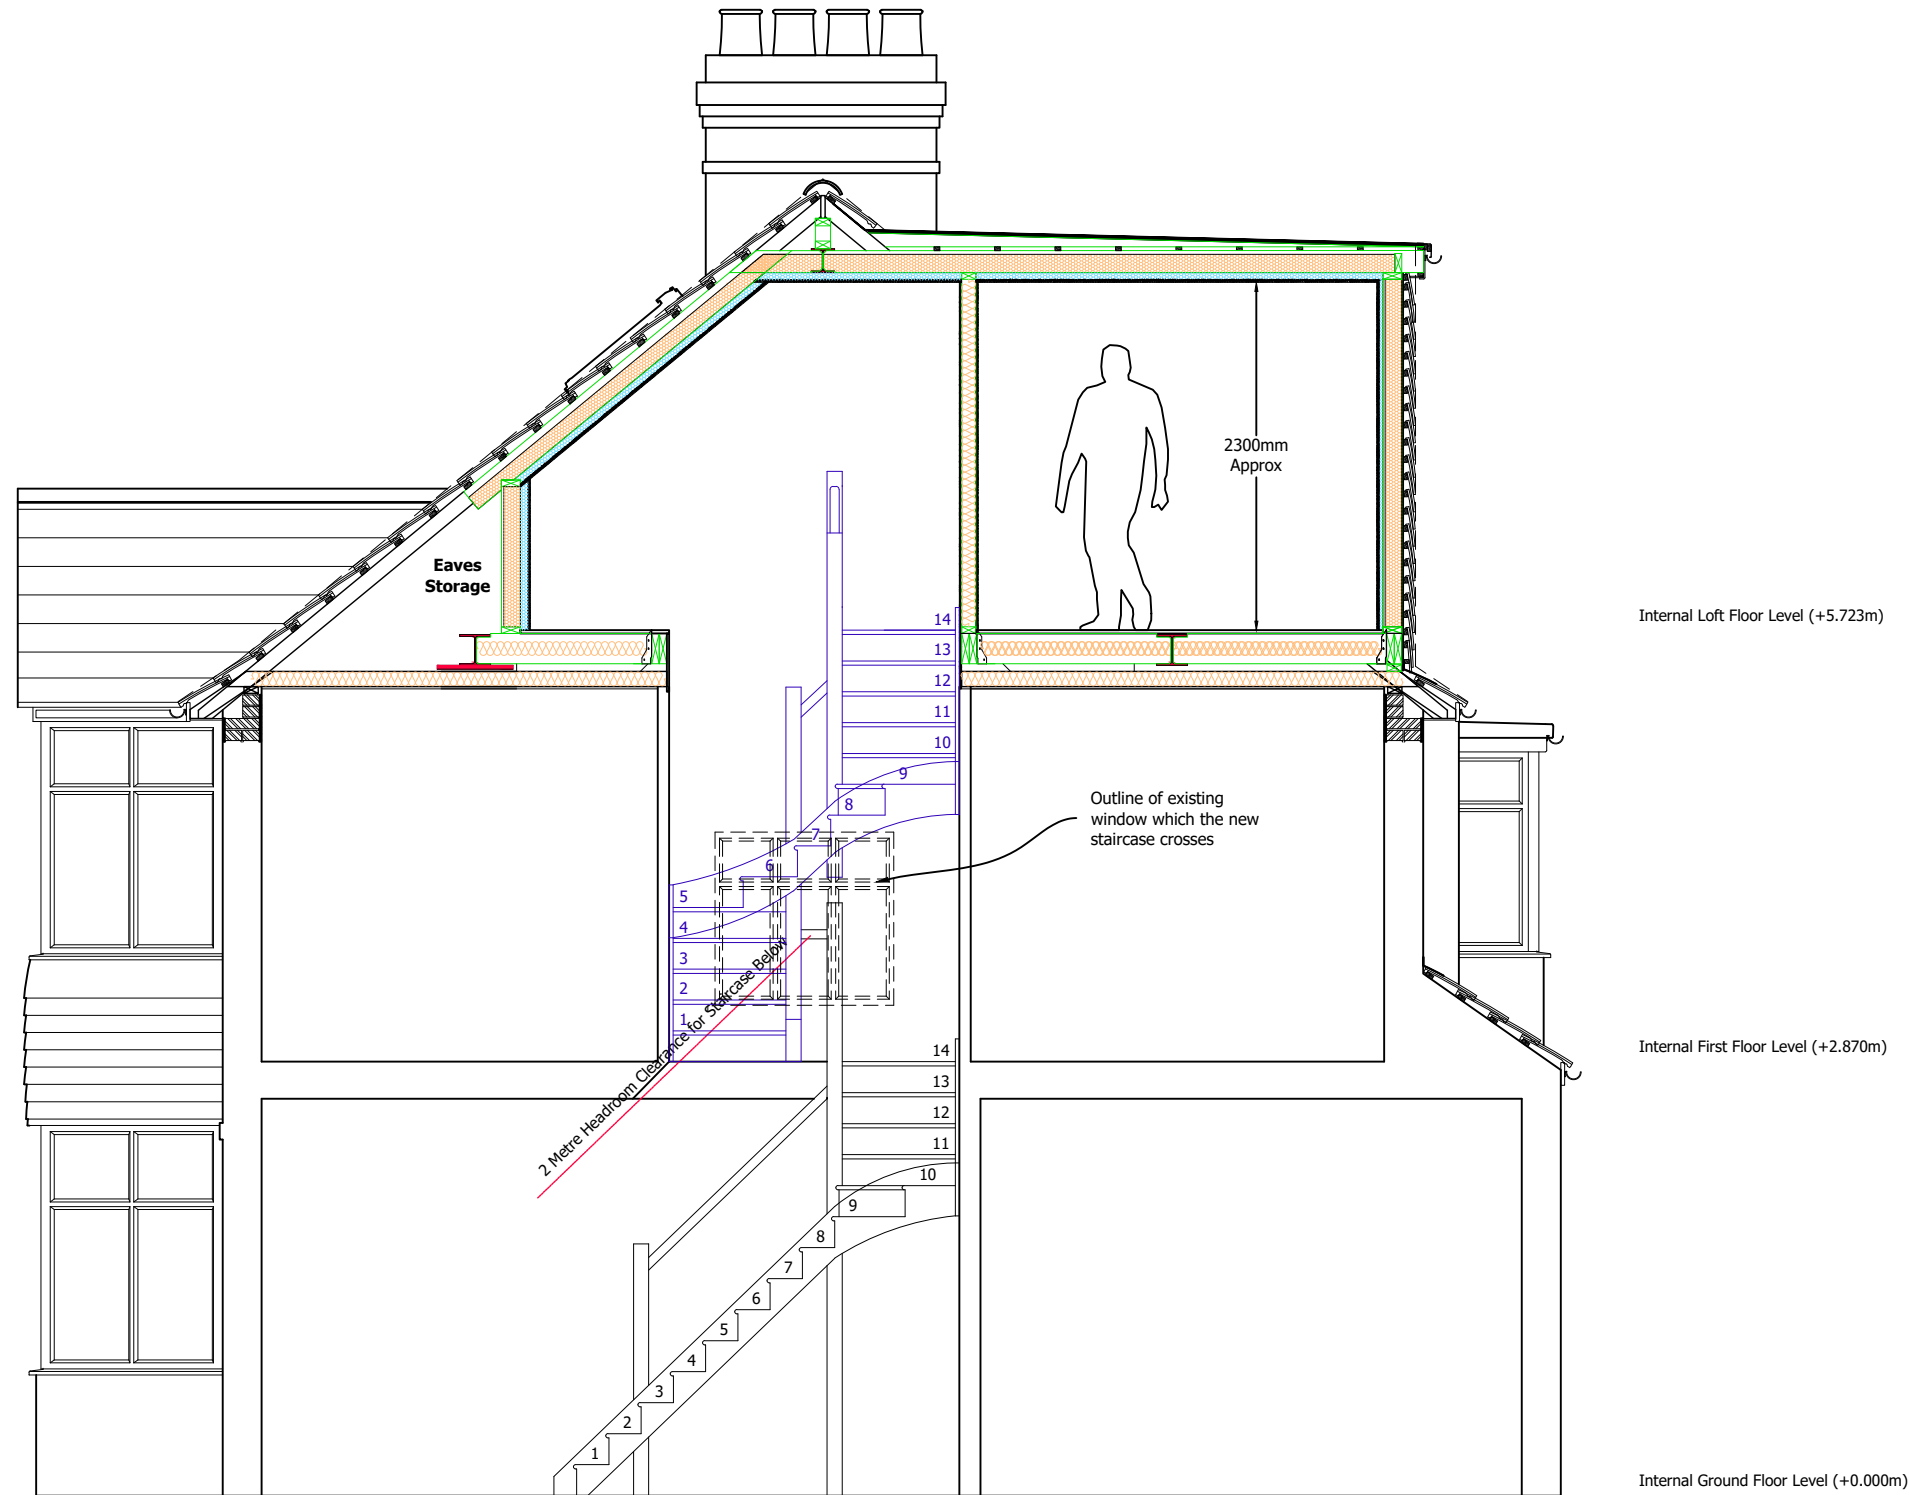 2300mm
Approx
Eaves
Storage
Internal Loft Floor Level (+5.723m)
14
13
12
11
10
9
8
7
6
5
4
3
2
1
Outline of existing
window which the new
staircase crosses
2 Metre Headroom Clearance for Staircase Below
Internal First Floor Level (+2.870m)
14
13
12
11
10
9
8
7
6
5
4
3
2
1
Internal Ground Floor Level (+0.000m)